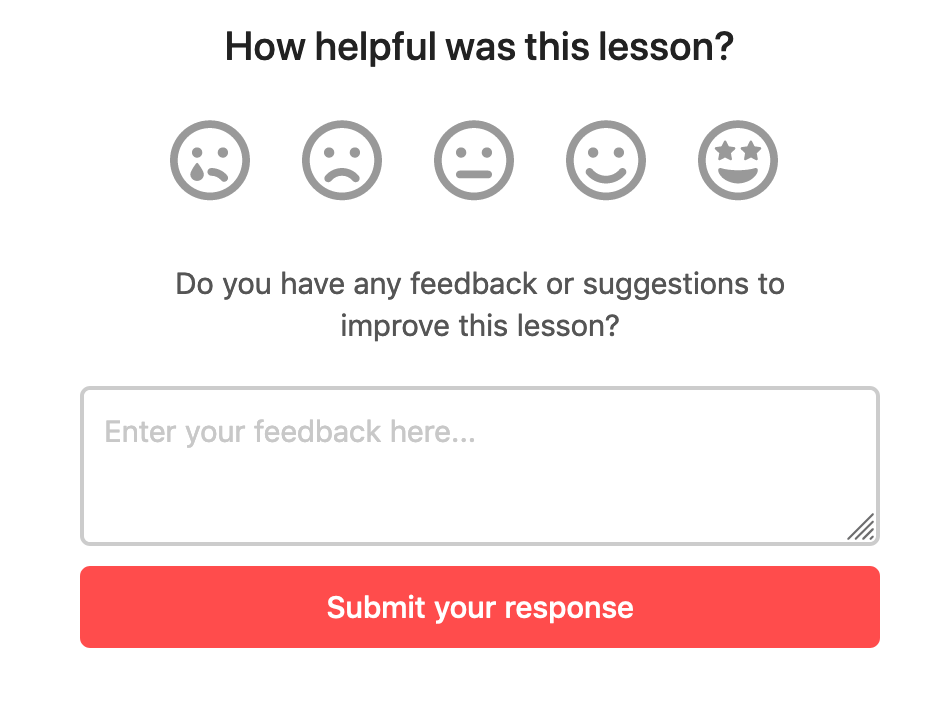 How helpful was this lesson?
Do you have any feedback or suggestions to
improve this lesson?
Enter your feedback here...
Submit your response